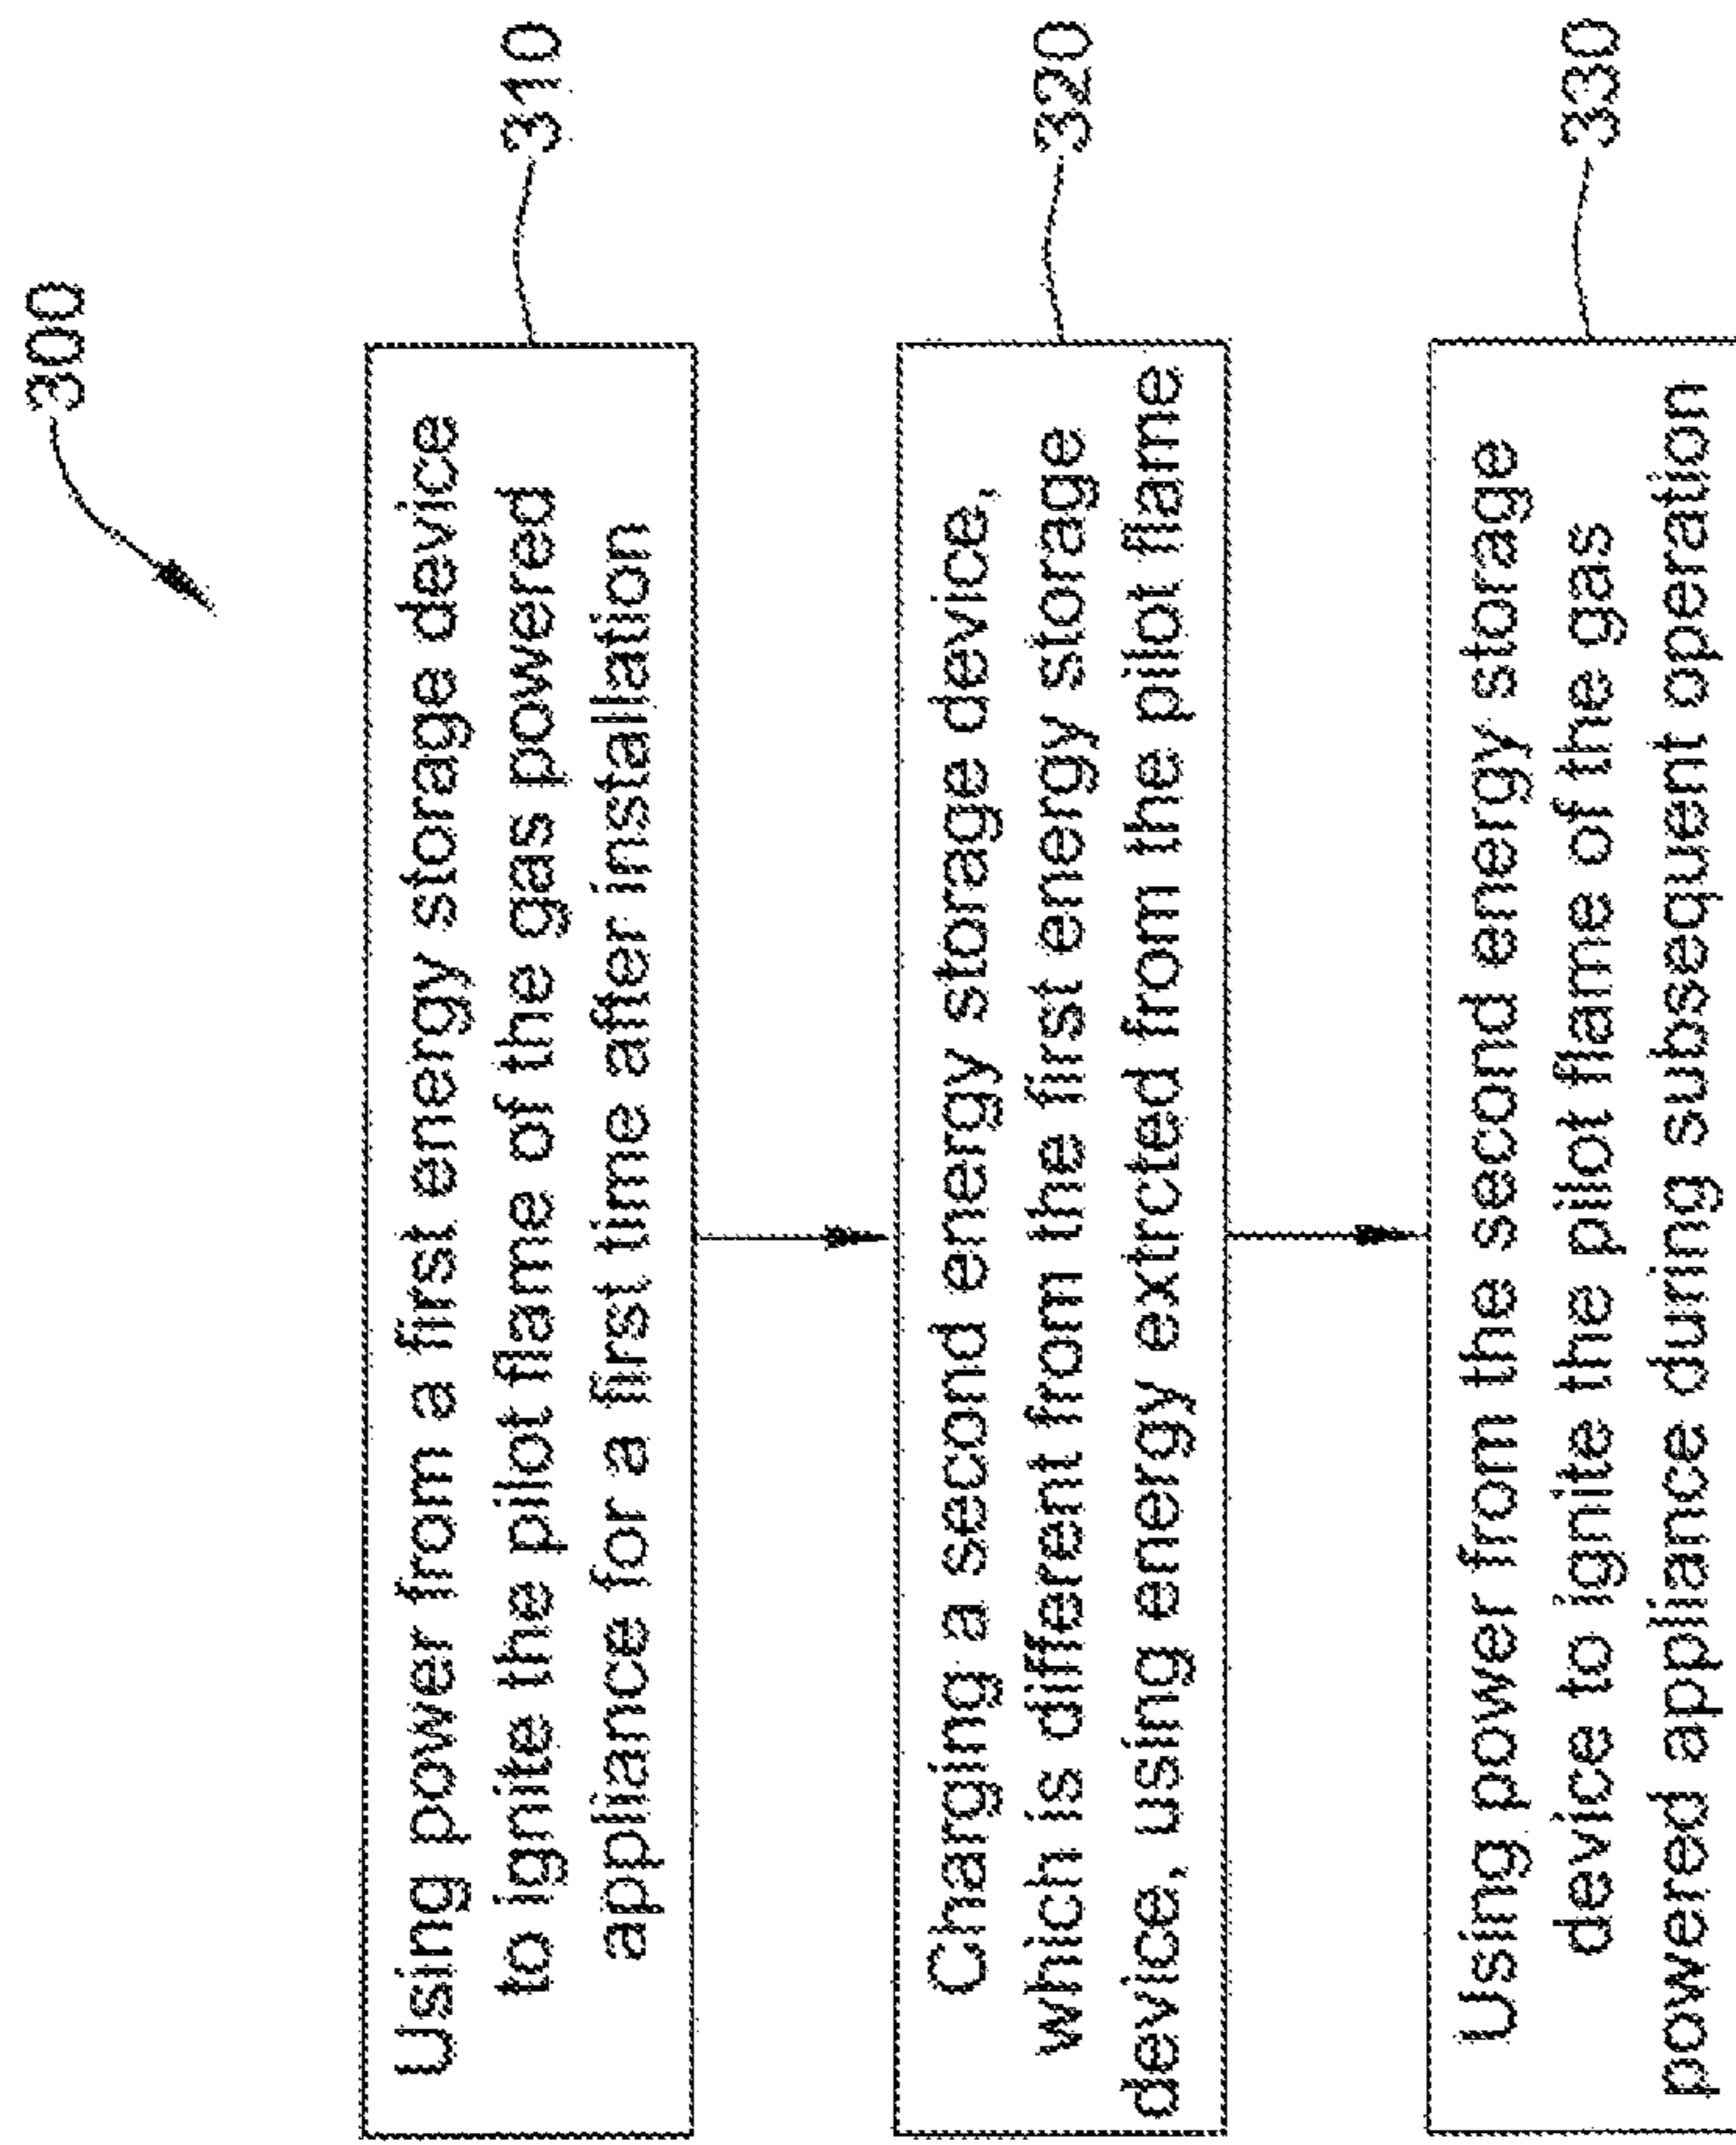 300
Using power from a first energy storage device
to ignite the pilot flame of the gas powered
appliance for a first time after installation
310
Charging a second energy storage device,
which is different from the first energy storage
device, using energy extrcted from the pilot flame
320
Using power from the second energy storage
device to ignite the pilot flame of the gas
powered appliance during subsequent operation
330